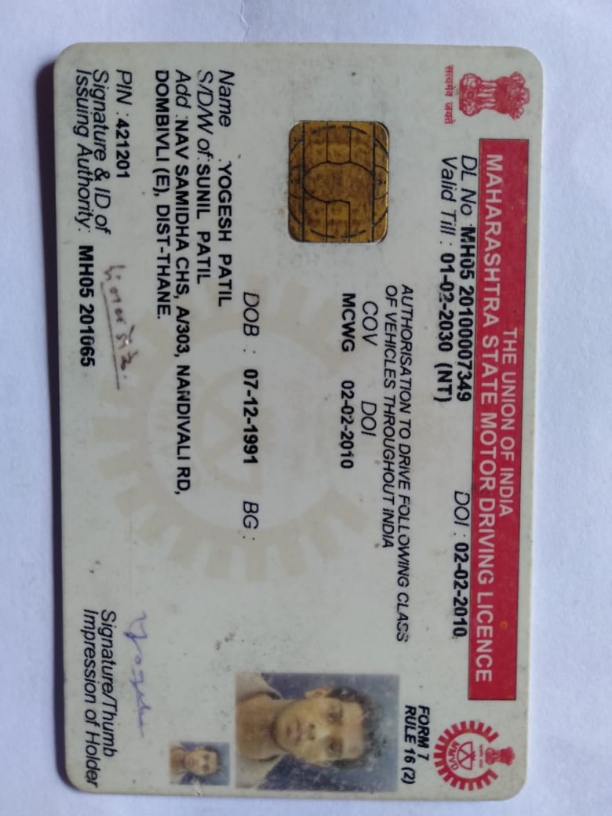 THE UNION OF INDIA
MAHARASHTRA STATE MOTOR DRIVING LICENCE
सत्यमेव जयते
DL No : MH05 20100007349 DOI : 02-02-2010
Valid Till : 01-02-2030 (NT)
FORM 7
RULE 16 (2)
AUTHORISATION TO DRIVE FOLLOWING CLASS
OF VEHICLES THROUGHOUT INDIA
COV DOI
MCWG 02-02-2010
DOB : 07-12-1991 BG :
Name : YOGESH PATIL
S/D/W of : SUNIL PATIL
Add : NAV SAMIDHA CHS, A/303, NANDIVALI RD,
DOMBIVLI (E), DIST-THANE.
PIN : 421201
Signature & ID of
Issuing Authority: MH05 201065
Signature/Thumb
Impression of Holder